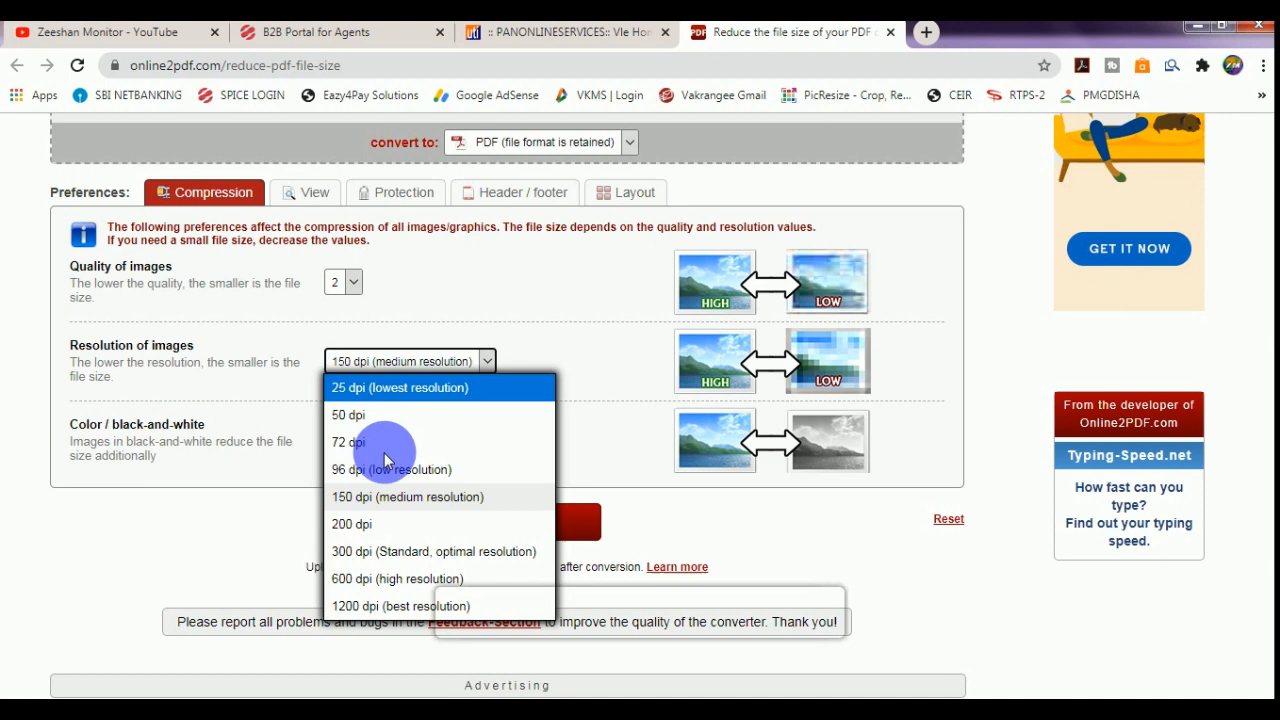 Zeeshan Monitor - YouTube
B2B Portal for Agents
:: PANONLINESERVICES:: Vle Hom
Reduce the file size of your PDF
online2pdf.com/reduce-pdf-file-size
Apps
SBI NETBANKING
SPICE LOGIN
Eazy4Pay Solutions
Google AdSense
VKMS | Login
Vakrangee Gmail
PicResize - Crop, Re...
CEIR
RTPS-2
PMGDISHA
convert to: PDF (file format is retained)
Preferences: Compression View Protection Header / footer Layout
The following preferences affect the compression of all images/graphics. The file size depends on the quality and resolution values.
If you need a small file size, decrease the values.
Quality of images
The lower the quality, the smaller is the file
size.
2
HIGH
LOW
Resolution of images
The lower the resolution, the smaller is the
file size.
150 dpi (medium resolution)
HIGH
LOW
25 dpi (lowest resolution)
50 dpi
72 dpi
96 dpi (low resolution)
150 dpi (medium resolution)
200 dpi
300 dpi (Standard, optimal resolution)
600 dpi (high resolution)
1200 dpi (best resolution)
Color / black-and-white
Images in black-and-white reduce the file
size additionally
Reset
after conversion. Learn more
Please report all problems and bugs in the Feedback-Section to improve the quality of the converter. Thank you!
Advertising
GET IT NOW
From the developer of
Online2PDF.com
Typing-Speed.net
How fast can you
type?
Find out your typing
speed.